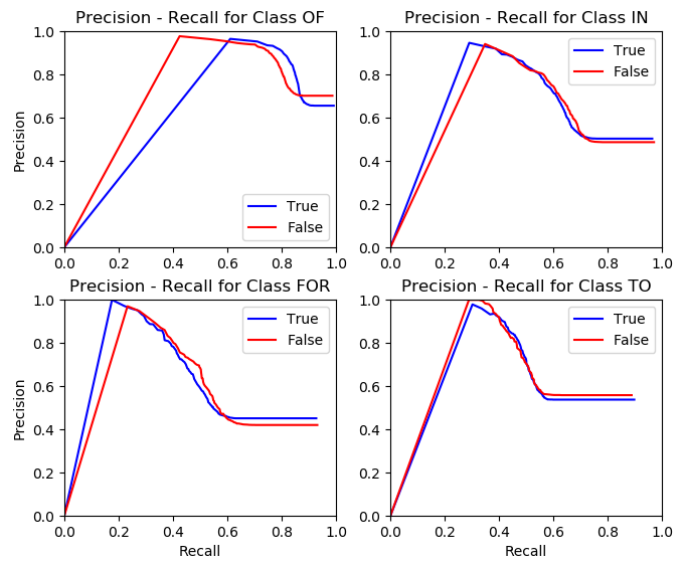 Precision - Recall for Class OF
Precision
1.0
0.8
0.6
0.4
0.2
0.0
0.0 0.2 0.4 0.6 0.8 1.0
True
False
Precision - Recall for Class IN
1.0
0.8
0.6
0.4
0.2
0.0
0.0 0.2 0.4 0.6 0.8 1.0
True
False
Precision - Recall for Class FOR
Precision
1.0
0.8
0.6
0.4
0.2
0.0
0.0 0.2 0.4 0.6 0.8 1.0
Recall
True
False
Precision - Recall for Class TO
1.0
0.8
0.6
0.4
0.2
0.0
0.0 0.2 0.4 0.6 0.8 1.0
Recall
True
False